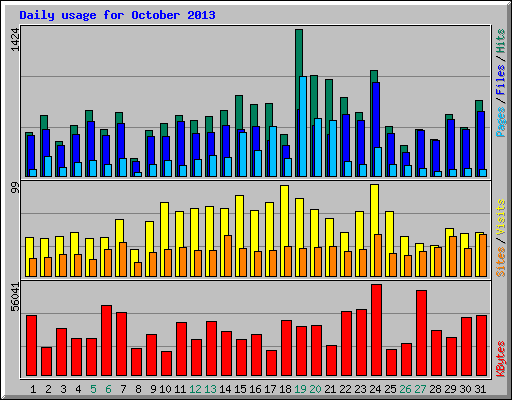 Daily usage for October 2013
1424
99
56041
Pages / Files / Hits
Sites / Visits
KBytes
1 2 3 4 5 6 7 8 9 10 11 12 13 14 15 16 17 18 19 20 21 22 23 24 25 26 27 28 29 30 31